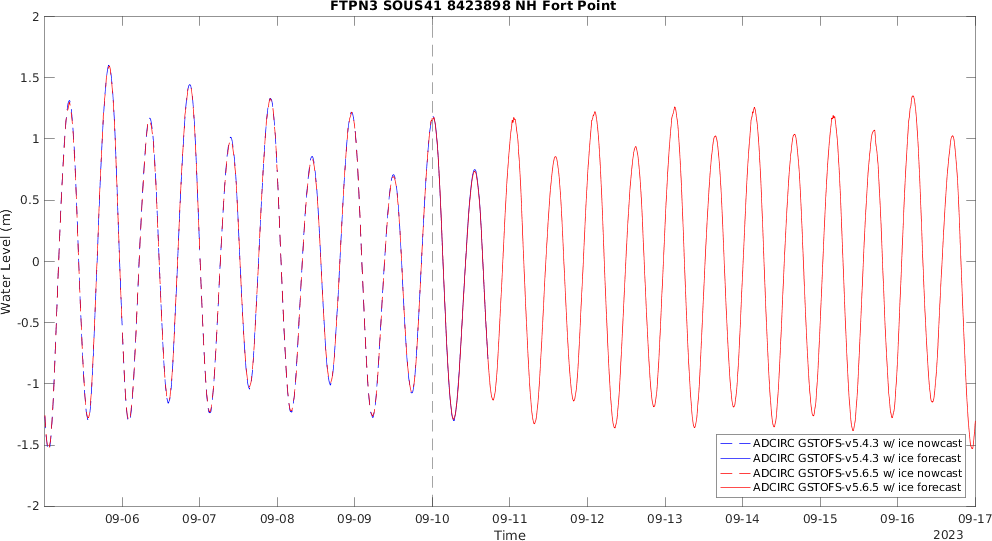 FTPN3 SOUS41 8423898 NH Fort Point
2
1.5
1
0.5
0
-0.5
-1
-1.5
-2
Water Level (m)
ADCIRC GSTOFS-v5.4.3 w/ ice nowcast
ADCIRC GSTOFS-v5.4.3 w/ ice forecast
ADCIRC GSTOFS-v5.6.5 w/ ice nowcast
ADCIRC GSTOFS-v5.6.5 w/ ice forecast
09-06 09-07 09-08 09-09 09-10 09-11 09-12 09-13 09-14 09-15 09-16 09-17
Time
2023